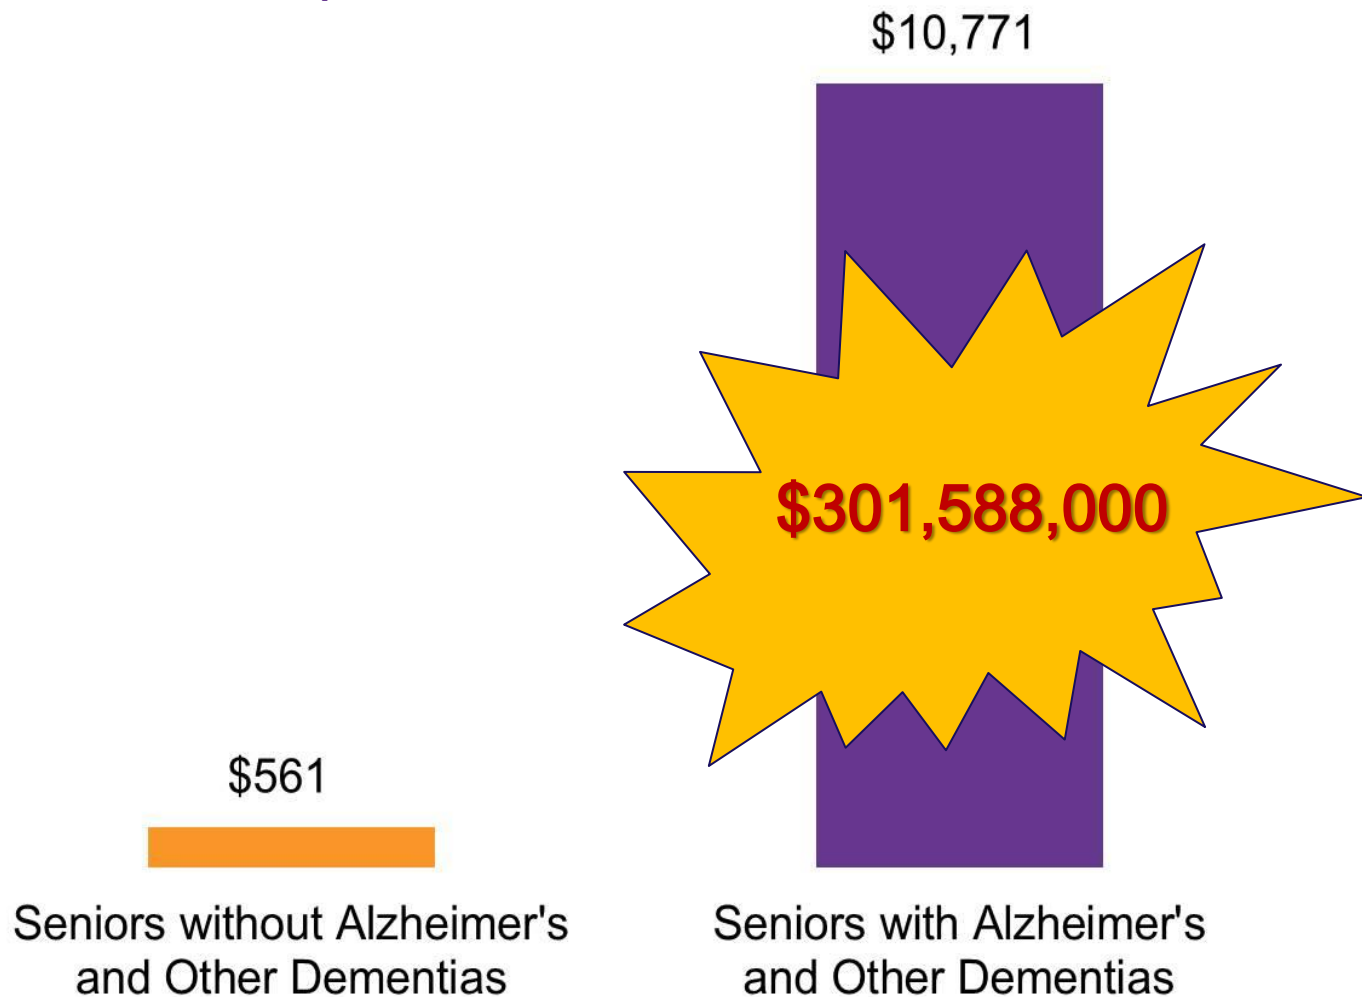 $10,771
$301,588,000
$561
Seniors without Alzheimer's
and Other Dementias
Seniors with Alzheimer's
and Other Dementias